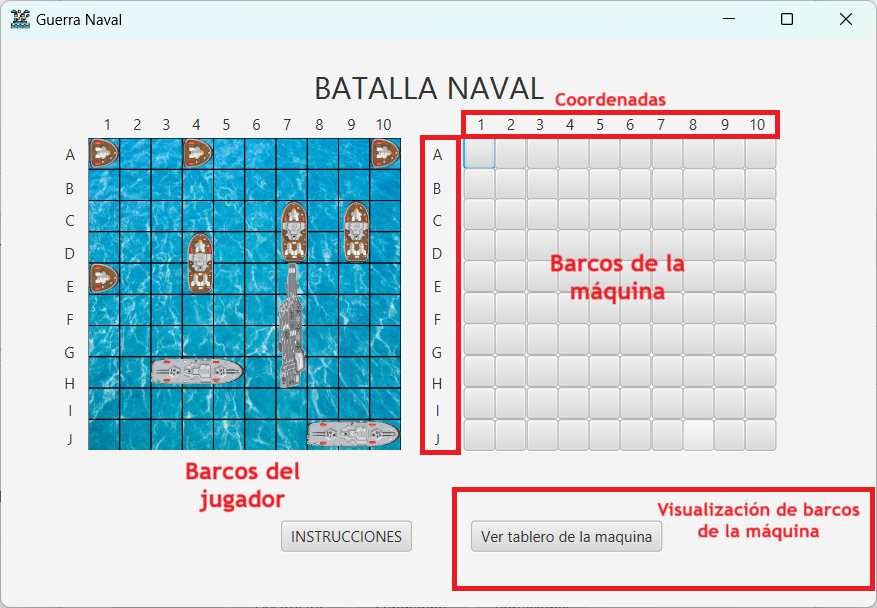 Guerra Naval
BATALLA NAVAL
Coordenadas
1 2 3 4 5 6 7 8 9 10
1 2 3 4 5 6 7 8 9 10
A
B
C
D
E
F
G
H
I
J
A
B
C
D
E
F
G
H
I
J
Barcos de la
máquina
Barcos del
jugador
INSTRUCCIONES
Ver tablero de la maquina
Visualización de barcos
de la máquina